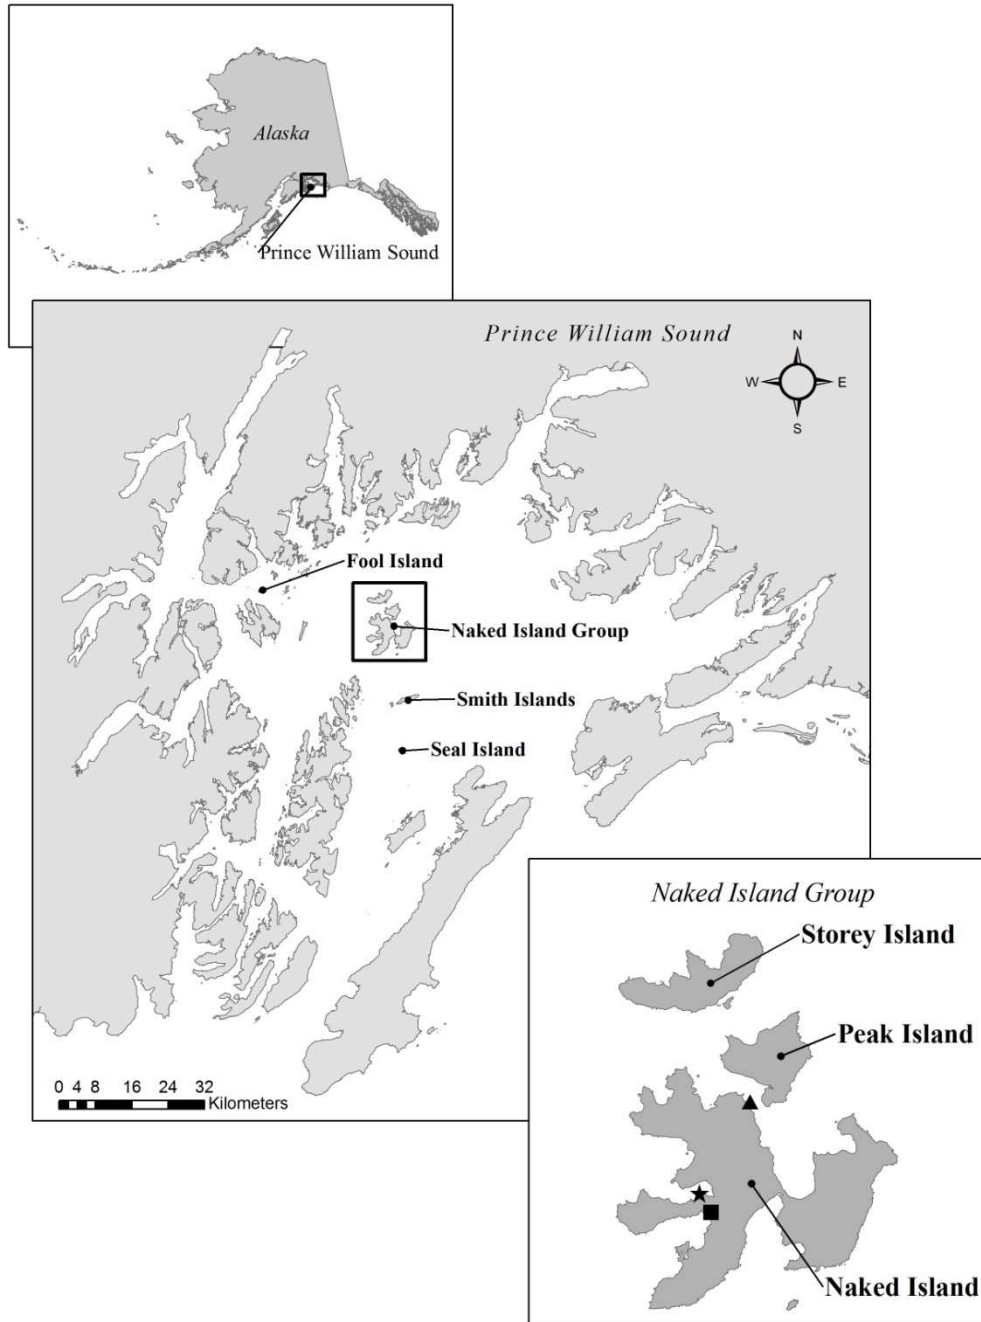 Alaska
Prince William Sound
Prince William Sound
N
W E
S
Fool Island
Naked Island Group
Smith Islands
Seal Island
0 4 8 16 24 32
Kilometers
Naked Island Group
Storey Island
Peak Island
Naked Island